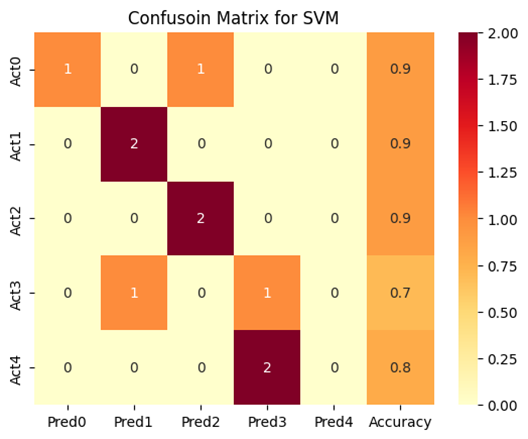 Confusoin Matrix for SVM
Act0 1 0 1 0 0 0.9
Act1 0 2 0 0 0 0.9
Act2 0 0 2 0 0 0.9
Act3 0 1 0 1 0 0.7
Act4 0 0 0 2 0 0.8
Pred0 Pred1 Pred2 Pred3 Pred4 Accuracy
2.00
1.75
1.50
1.25
1.00
0.75
0.50
0.25
0.00